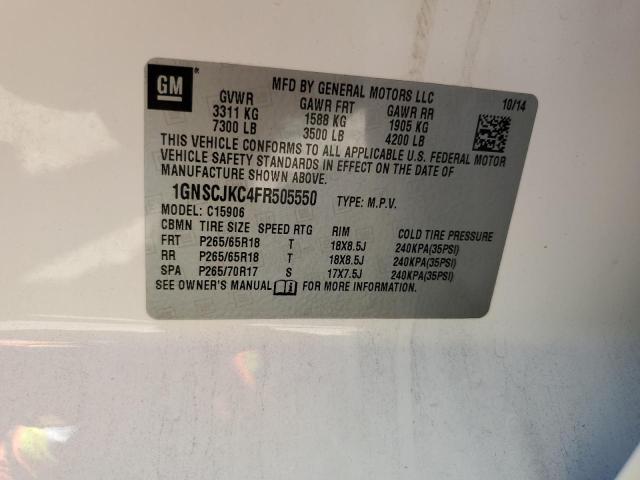 GM
MFD BY GENERAL MOTORS LLC
10/14
GVWR GAWR FRT GAWR RR
3311 KG 1588 KG 1905 KG
7300 LB 3500 LB 4200 LB
THIS VEHICLE CONFORMS TO ALL APPLICABLE U.S. FEDERAL MOTOR
VEHICLE SAFETY STANDARDS IN EFFECT ON THE DATE OF
MANUFACTURE SHOWN ABOVE.
1GNSCJKC4FR505550 TYPE: M.P.V.
MODEL: C15906
CBMN TIRE SIZE SPEED RTG RIM COLD TIRE PRESSURE
FRT P265/65R18 T 18X8.5J 240KPA(35PSI)
RR P265/65R18 T 18X8.5J 240KPA(35PSI)
SPA P265/70R17 S 17X7.5J 240KPA(35PSI)
SEE OWNER'S MANUAL FOR MORE INFORMATION.